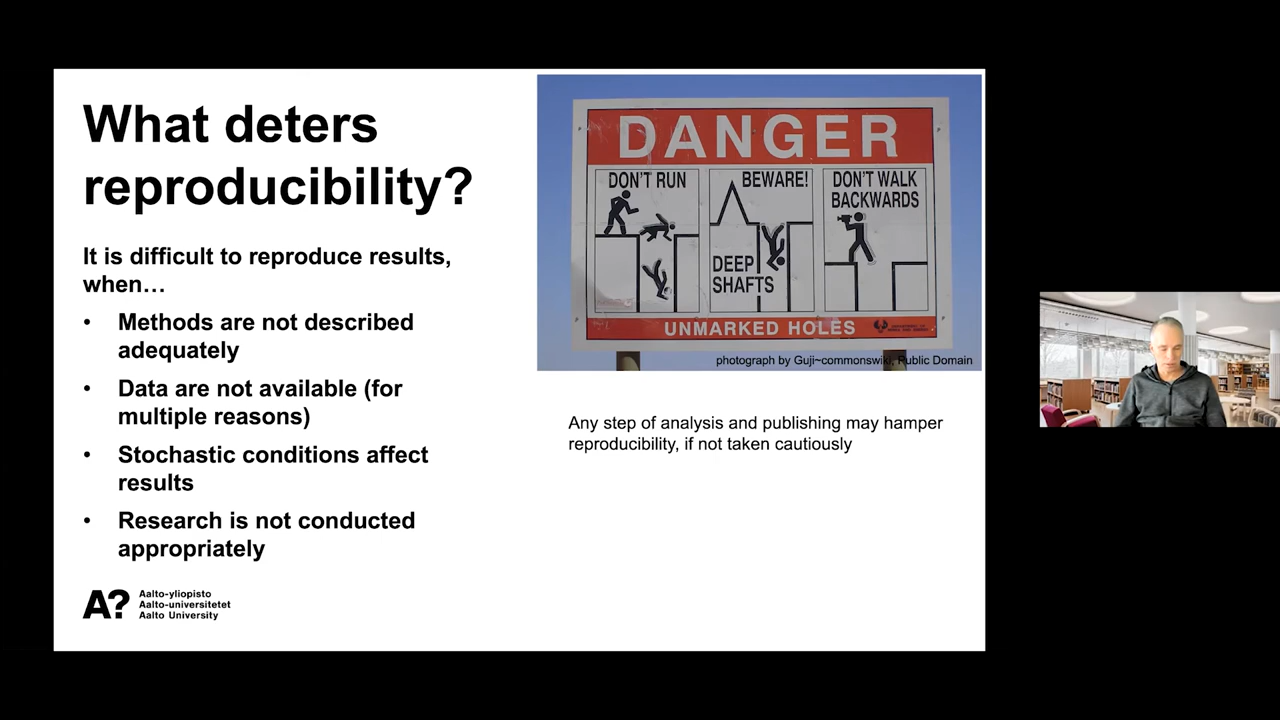 What deters
reproducibility?
It is difficult to reproduce results,
when…
• Methods are not described
adequately
• Data are not available (for
multiple reasons)
• Stochastic conditions affect
results
• Research is not conducted
appropriately
A?
Aalto-yliopisto
Aalto-universitetet
Aalto University
DANGER
DON'T RUN
BEWARE!
DEEP
SHAFTS
DON'T WALK
BACKWARDS
UNMARKED HOLES
photograph by Guji~commonswiki, Public Domain
Any step of analysis and publishing may hamper
reproducibility, if not taken cautiously